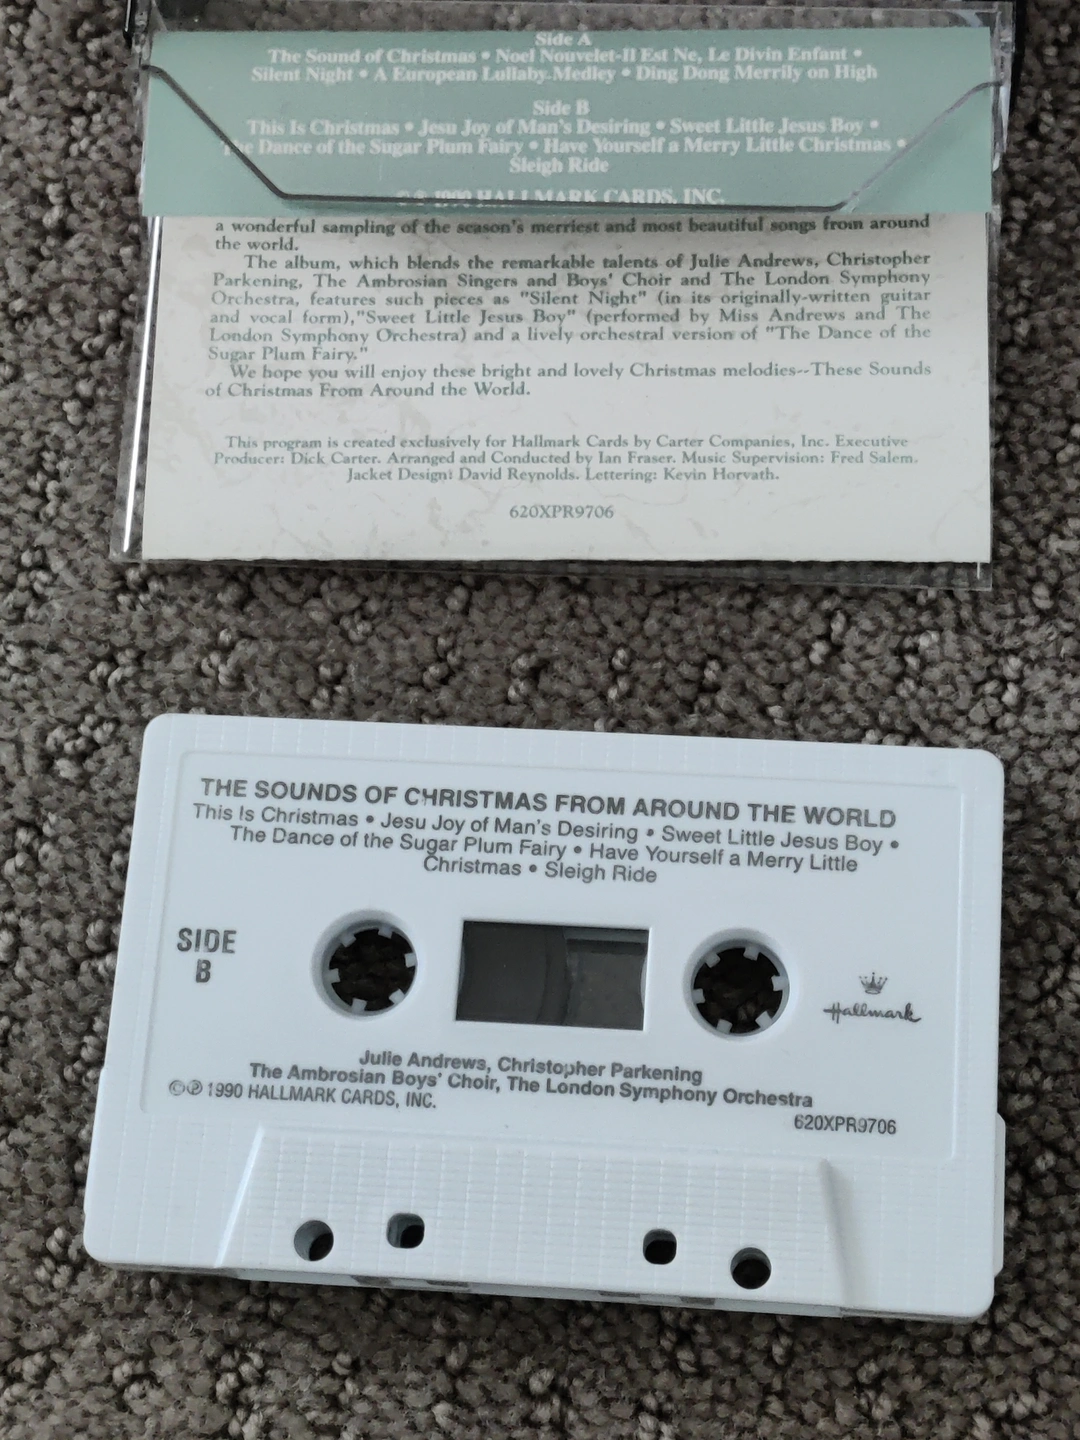 Side A
The Sound of Christmas • Noel Nouvelet-Il Est Ne, Le Divin Enfant •
Silent Night • A European Lullaby-Medley • Ding Dong Merrily on High
Side B
This Is Christmas • Jesu Joy of Man's Desiring • Sweet Little Jesus Boy •
The Dance of the Sugar Plum Fairy • Have Yourself a Merry Little Christmas •
Sleigh Ride
©℗ 1990 HALLMARK CARDS, INC.
a wonderful sampling of the season's merriest and most beautiful songs from around
the world.
The album, which blends the remarkable talents of Julie Andrews, Christopher
Parkening, The Ambrosian Singers and Boys' Choir and The London Symphony
Orchestra, features such pieces as "Silent Night" (in its originally-written guitar
and vocal form),"Sweet Little Jesus Boy" (performed by Miss Andrews and The
London Symphony Orchestra) and a lively orchestral version of "The Dance of the
Sugar Plum Fairy."
We hope you will enjoy these bright and lovely Christmas melodies--These Sounds
of Christmas From Around the World.
This program is created exclusively for Hallmark Cards by Carter Companies, Inc. Executive
Producer: Dick Carter. Arranged and Conducted by Ian Fraser. Music Supervision: Fred Salem.
Jacket Design: David Reynolds. Lettering: Kevin Horvath.
620XPR9706
THE SOUNDS OF CHRISTMAS FROM AROUND THE WORLD
This Is Christmas • Jesu Joy of Man's Desiring • Sweet Little Jesus Boy •
The Dance of the Sugar Plum Fairy • Have Yourself a Merry Little
Christmas • Sleigh Ride
SIDE
B
Hallmark
Julie Andrews, Christopher Parkening
The Ambrosian Boys' Choir, The London Symphony Orchestra
©℗ 1990 HALLMARK CARDS, INC.
620XPR9706